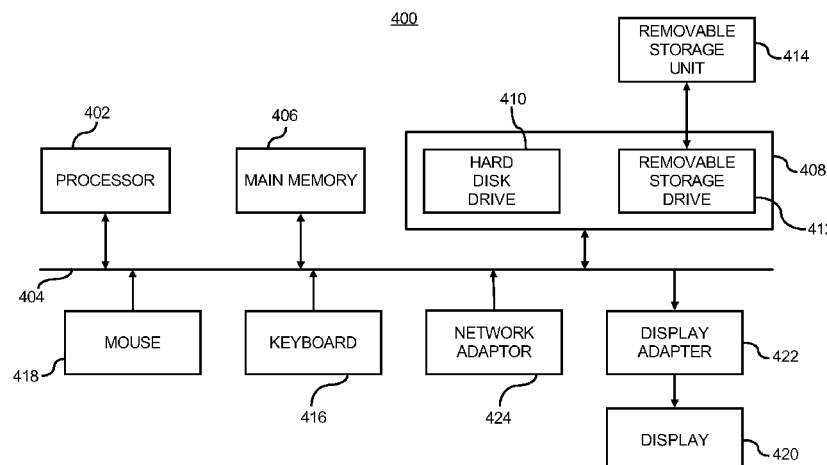 400
REMOVABLE
STORAGE
UNIT
414
402
406
410
PROCESSOR
MAIN MEMORY
HARD
DISK
DRIVE
REMOVABLE
STORAGE
DRIVE
408
412
404
MOUSE
KEYBOARD
NETWORK
ADAPTOR
DISPLAY
ADAPTER
418
416
424
422
DISPLAY
420